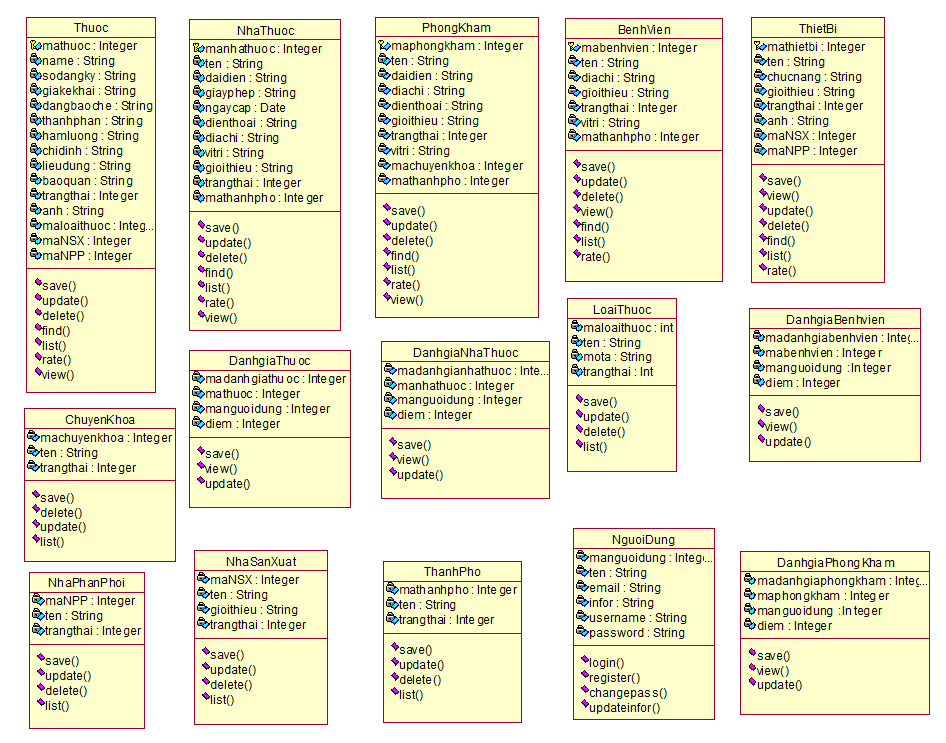 Thuoc
mathuoc : Integer
name : String
sodangky : String
giakekhai : String
dangbaoche : String
thanhphan : String
hamluong : String
chidinh : String
lieudung : String
baoquan : String
trangthai : Integer
anh : String
maloaithuoc : Integ...
maNSX : Integer
maNPP : Integer
save()
update()
delete()
find()
list()
rate()
view()
NhaThuoc
manhathuoc : Integer
ten : String
daidien : String
giayphep : String
ngaycap : Date
dienthoai : String
diachi : String
vitri : String
gioithieu : String
trangthai : Integer
mathanhpho : Integer
save()
update()
delete()
find()
list()
rate()
view()
PhongKham
maphongkham : Integer
ten : String
daidien : String
diachi : String
dienthoai : String
gioithieu : String
trangthai : Integer
vitri : String
machuyenkhoa : Integer
mathanhpho : Integer
save()
update()
delete()
find()
list()
rate()
view()
BenhVien
mabenhvien : Integer
ten : String
diachi : String
gioithieu : String
trangthai : Integer
vitri : String
mathanhpho : Integer
save()
update()
delete()
view()
find()
list()
rate()
ThietBi
mathietbi : Integer
ten : String
chucnang : String
gioithieu : String
trangthai : Integer
anh : String
maNSX : Integer
maNPP : Integer
save()
view()
update()
delete()
find()
list()
rate()
LoaiThuoc
maloaithuoc : int
ten : String
mota : String
trangthai : Int
save()
update()
delete()
list()
DanhgiaBenhvien
madanhgiabenhvien : Integ...
mabenhvien : Integer
manguoidung : Integer
diem : Integer
save()
view()
update()
DanhgiaThuoc
madanhgiathuoc : Integer
mathuoc : Integer
manguoidung : Integer
diem : Integer
save()
view()
update()
DanhgiaNhaThuoc
madanhgianhathuoc : Inte...
manhathuoc : Integer
manguoidung : Integer
diem : Integer
save()
view()
update()
ChuyenKhoa
machuyenkhoa : Integer
ten : String
trangthai : Integer
save()
delete()
update()
list()
NhaPhanPhoi
maNPP : Integer
ten : String
trangthai : Integer
save()
update()
delete()
list()
NhaSanXuat
maNSX : Integer
ten : String
gioithieu : String
trangthai : Integer
save()
update()
delete()
list()
ThanhPho
mathanhpho : Integer
ten : String
trangthai : Integer
save()
update()
delete()
list()
NguoiDung
manguoidung : Integ...
ten : String
email : String
infor : String
username : String
password : String
login()
register()
changepass()
updateinfor()
DanhgiaPhongKham
madanhgiaphongkham : Integ...
maphongkham : Integer
manguoidung : Integer
diem : Integer
save()
view()
update()